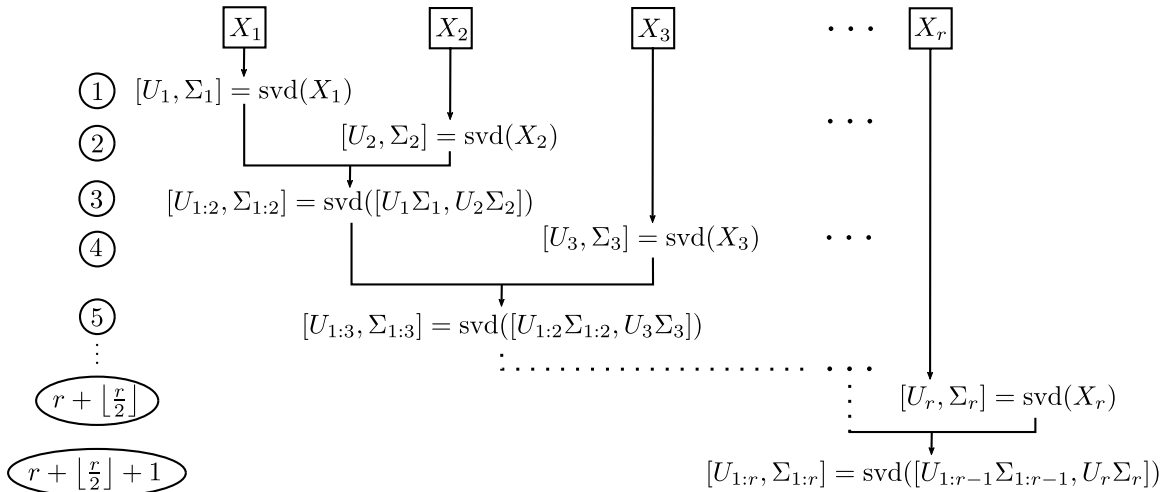 X_1 X_2 X_3 · · · X_r
① [U_1, Σ_1] = svd(X_1)
· · ·
② [U_2, Σ_2] = svd(X_2)
③ [U_{1:2}, Σ_{1:2}] = svd([U_1Σ_1, U_2Σ_2])
④ [U_3, Σ_3] = svd(X_3) · · ·
⑤ [U_{1:3}, Σ_{1:3}] = svd([U_{1:2}Σ_{1:2}, U_3Σ_3])
· · ·
r + ⌊r/2⌋ [U_r, Σ_r] = svd(X_r)
r + ⌊r/2⌋ + 1 [U_{1:r}, Σ_{1:r}] = svd([U_{1:r−1}Σ_{1:r−1}, U_rΣ_r])